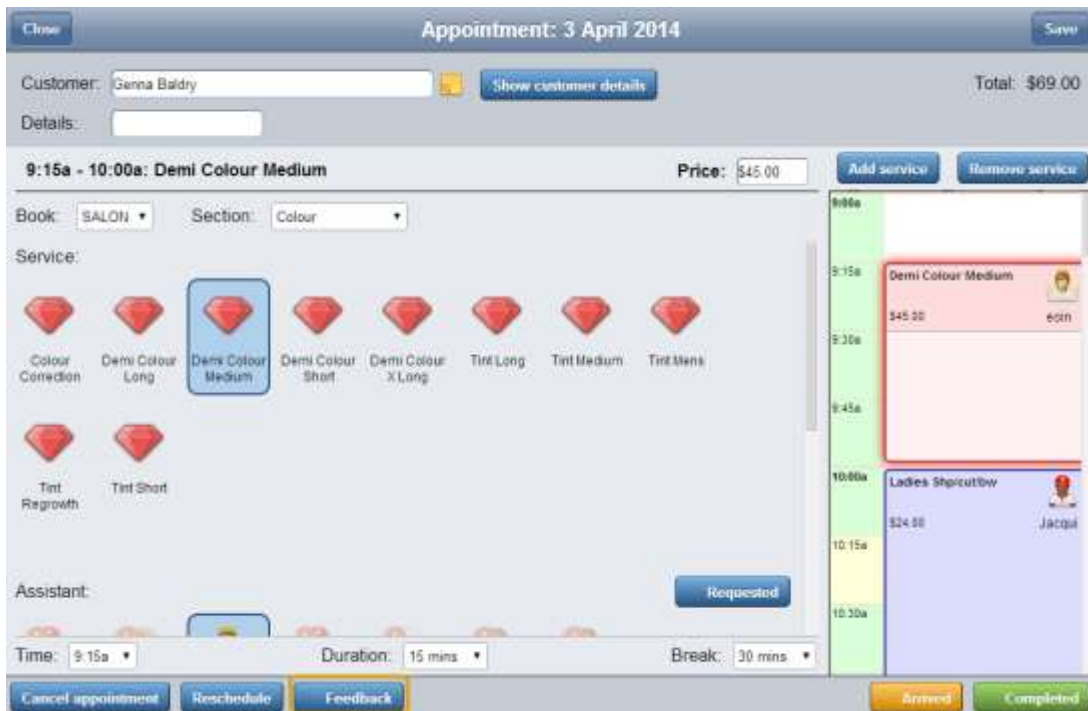 Close Appointment: 3 April 2014 Save
Customer: Genna Baldry Show customer details Total: $69.00
Details:
9:15a - 10:00a: Demi Colour Medium Price: $45.00 Add service Remove service
Book: SALON Section: Colour
Service:
Colour Correction
Demi Colour Long
Demi Colour Medium
Demi Colour Short
Demi Colour X Long
Tint Long
Tint Medium
Tint Mens
Tint Regrowth
Tint Short
Assistant: Requested
Time: 9:15a Duration: 15 mins Break: 30 mins
9:00a
9:15a
Demi Colour Medium
$45.00 eoin
9:30a
9:45a
10:00a
Ladies Shp/cut/bw
$24.00 Jacqui
10:15a
10:30a
Cancel appointment Reschedule Feedback Arrived Completed